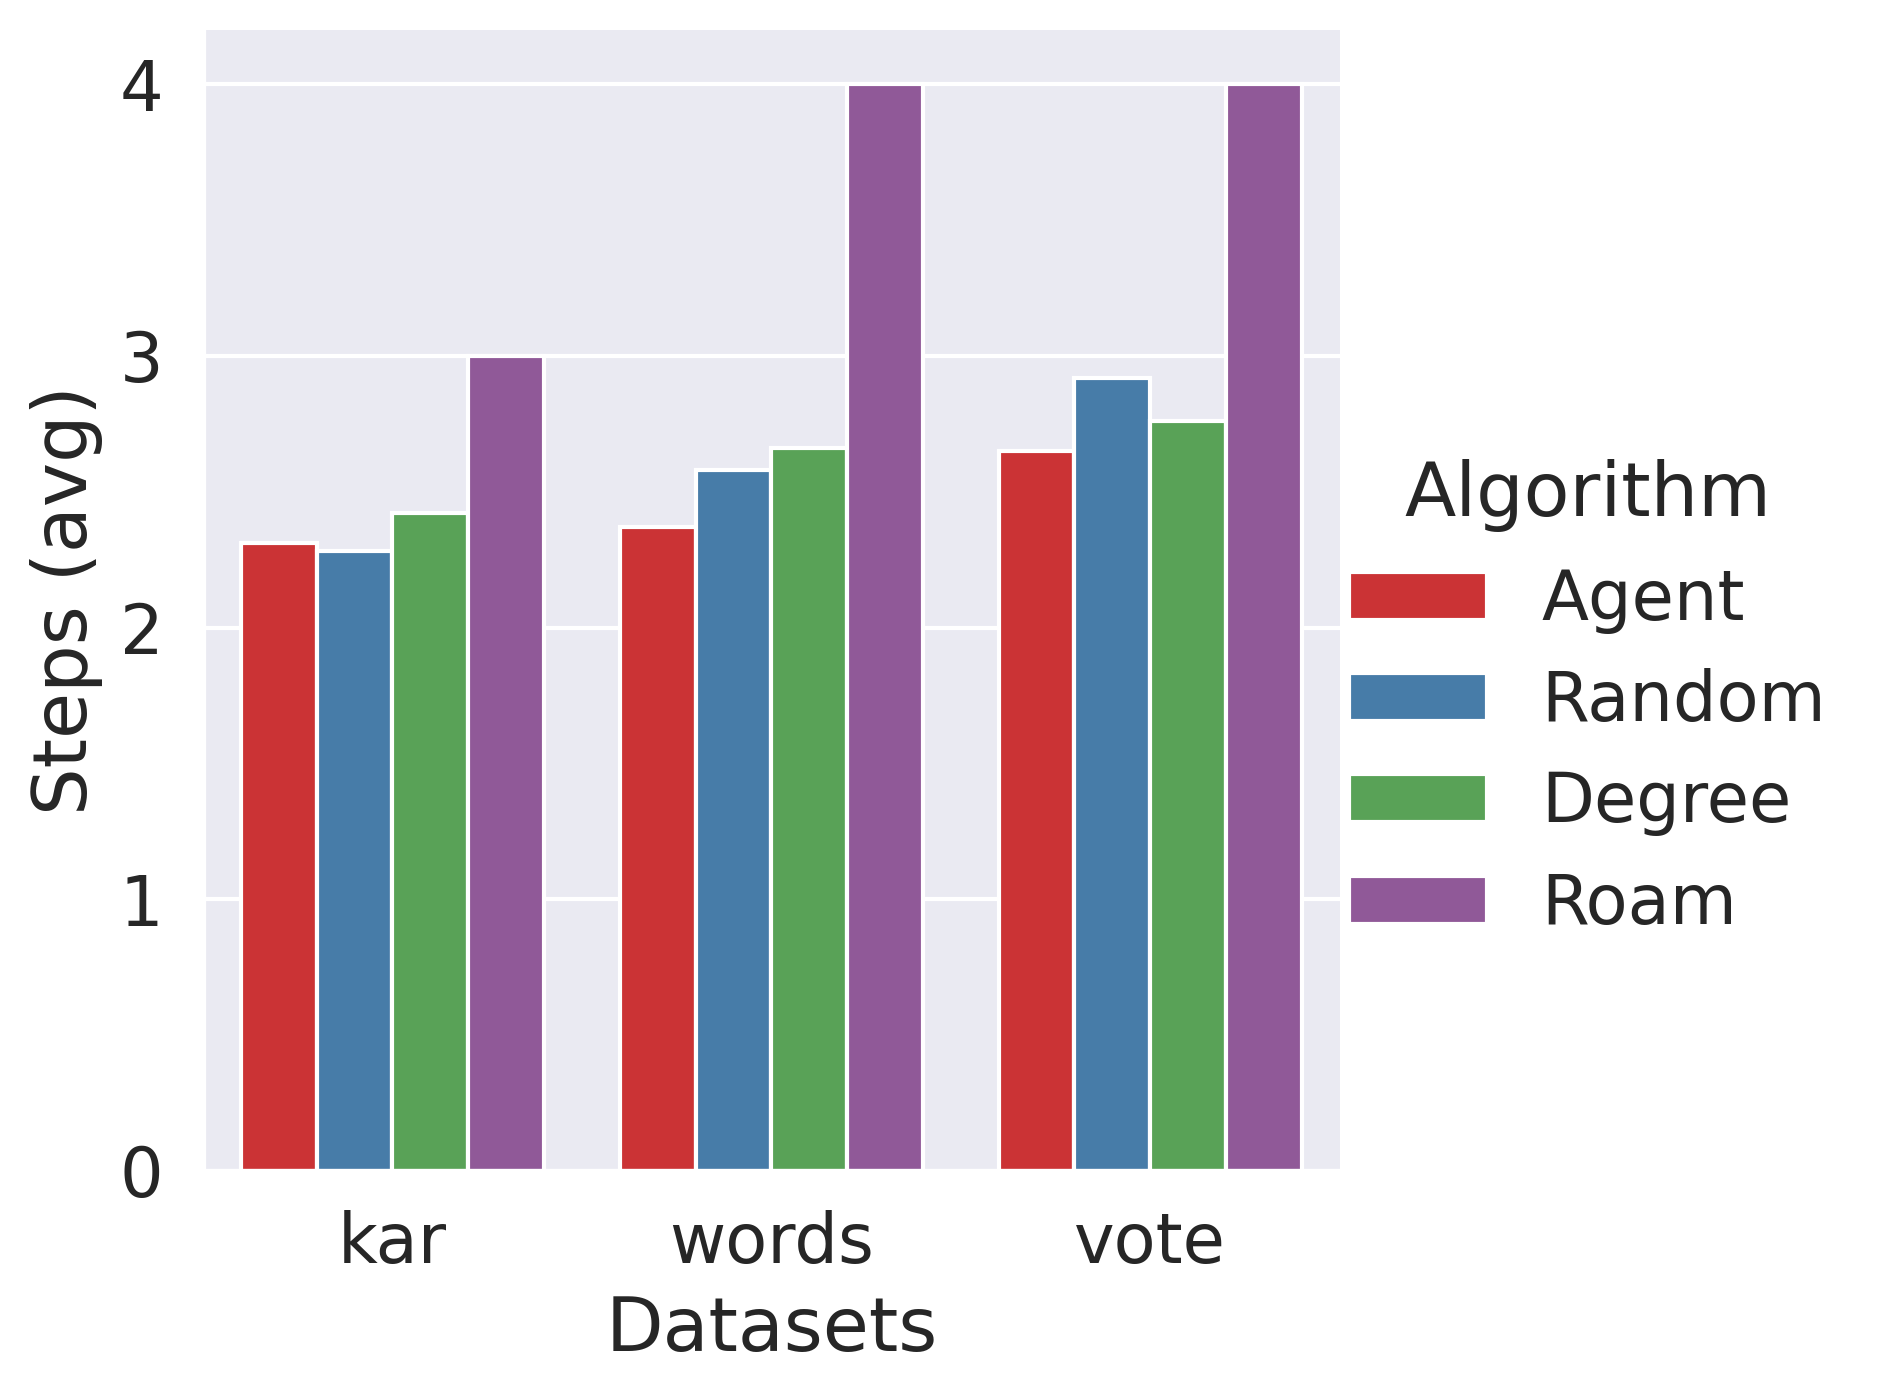 4
3
2
1
0
Steps (avg)
kar words vote
Datasets
Algorithm
Agent
Random
Degree
Roam